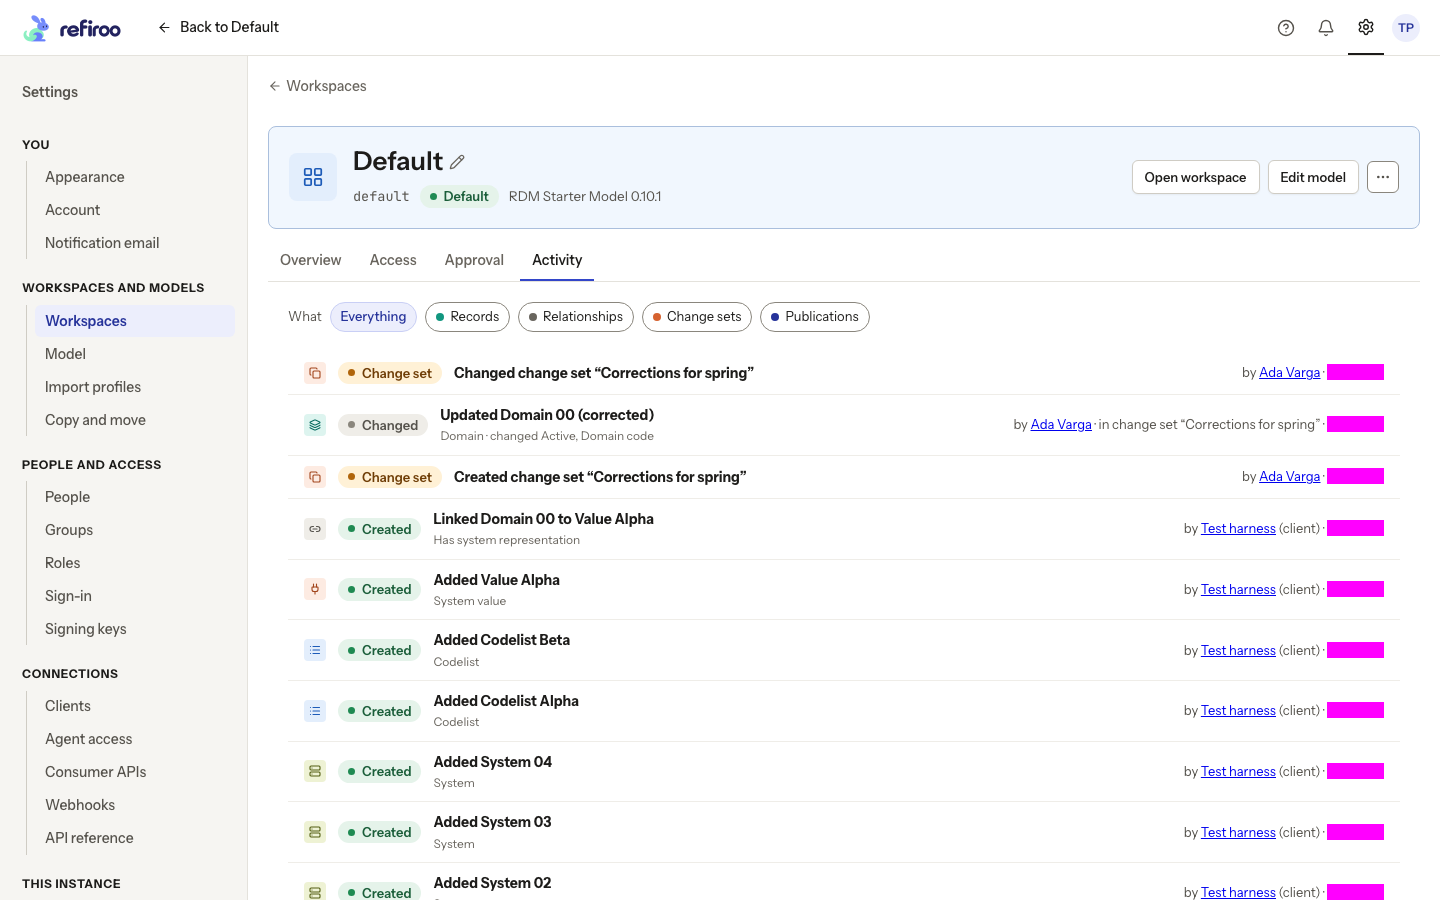 refiroo
Back to Default
TP
Settings
YOU
Appearance
Account
Notification email
WORKSPACES AND MODELS
Workspaces
Model
Import profiles
Copy and move
PEOPLE AND ACCESS
People
Groups
Roles
Sign-in
Signing keys
CONNECTIONS
Clients
Agent access
Consumer APIs
Webhooks
API reference
THIS INSTANCE
Workspaces
Default
default Default RDM Starter Model 0.10.1
Open workspace Edit model
Overview Access Approval Activity
What Everything Records Relationships Change sets Publications
Change set Changed change set “Corrections for spring” by Ada Varga ·
Changed Updated Domain 00 (corrected) by Ada Varga · in change set “Corrections for spring” ·
Domain · changed Active, Domain code
Change set Created change set “Corrections for spring” by Ada Varga ·
Created Linked Domain 00 to Value Alpha by Test harness (client) ·
Has system representation
Created Added Value Alpha by Test harness (client) ·
System value
Created Added Codelist Beta by Test harness (client) ·
Codelist
Created Added Codelist Alpha by Test harness (client) ·
Codelist
Created Added System 04 by Test harness (client) ·
System
Created Added System 03 by Test harness (client) ·
System
Created Added System 02 by Test harness (client) ·